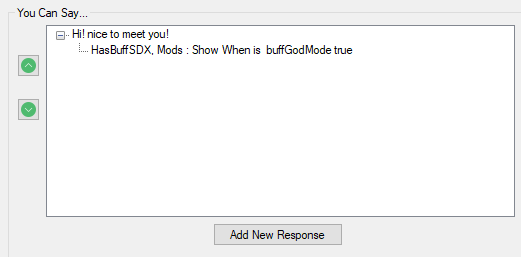 You Can Say...
Hi! nice to meet you!
HasBuffSDX, Mods : Show When is  buffGodMode true
Add New Response